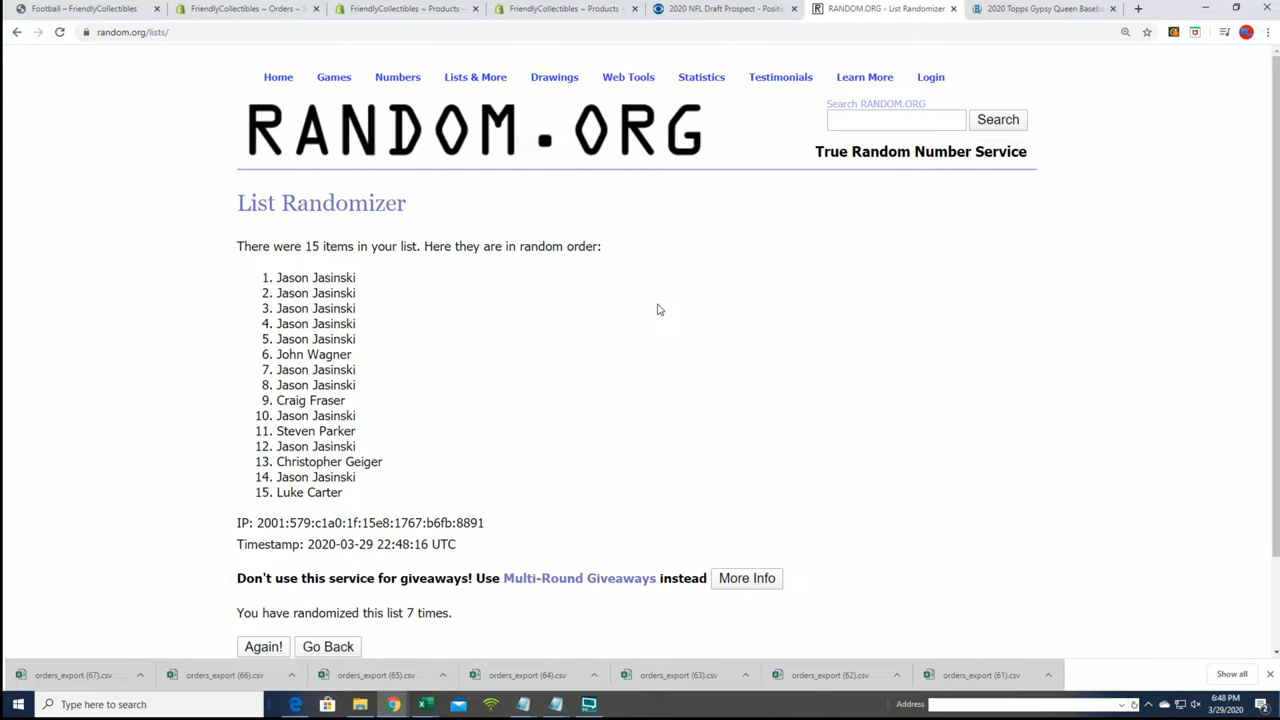 Football – FriendlyCollectibles
FriendlyCollectibles ~ Orders ~ S
FriendlyCollectibles ~ Products ~
FriendlyCollectibles ~ Products ~
2020 NFL Draft Prospect - Positi
RANDOM.ORG - List Randomizer
2020 Topps Gypsy Queen Baseb
random.org/lists/
Home Games Numbers Lists & More Drawings Web Tools Statistics Testimonials Learn More Login
RANDOM.ORG
Search RANDOM.ORG
Search
True Random Number Service
List Randomizer
There were 15 items in your list. Here they are in random order:
1. Jason Jasinski
2. Jason Jasinski
3. Jason Jasinski
4. Jason Jasinski
5. Jason Jasinski
6. John Wagner
7. Jason Jasinski
8. Jason Jasinski
9. Craig Fraser
10. Jason Jasinski
11. Steven Parker
12. Jason Jasinski
13. Christopher Geiger
14. Jason Jasinski
15. Luke Carter
IP: 2001:579:c1a0:1f:15e8:1767:b6fb:8891
Timestamp: 2020-03-29 22:48:16 UTC
Don't use this service for giveaways! Use Multi-Round Giveaways instead More Info
You have randomized this list 7 times.
Again! Go Back
orders_export (67).csv
orders_export (66).csv
orders_export (65).csv
orders_export (64).csv
orders_export (63).csv
orders_export (62).csv
orders_export (61).csv
Show all
Type here to search
Address
6:48 PM
3/29/2020
2